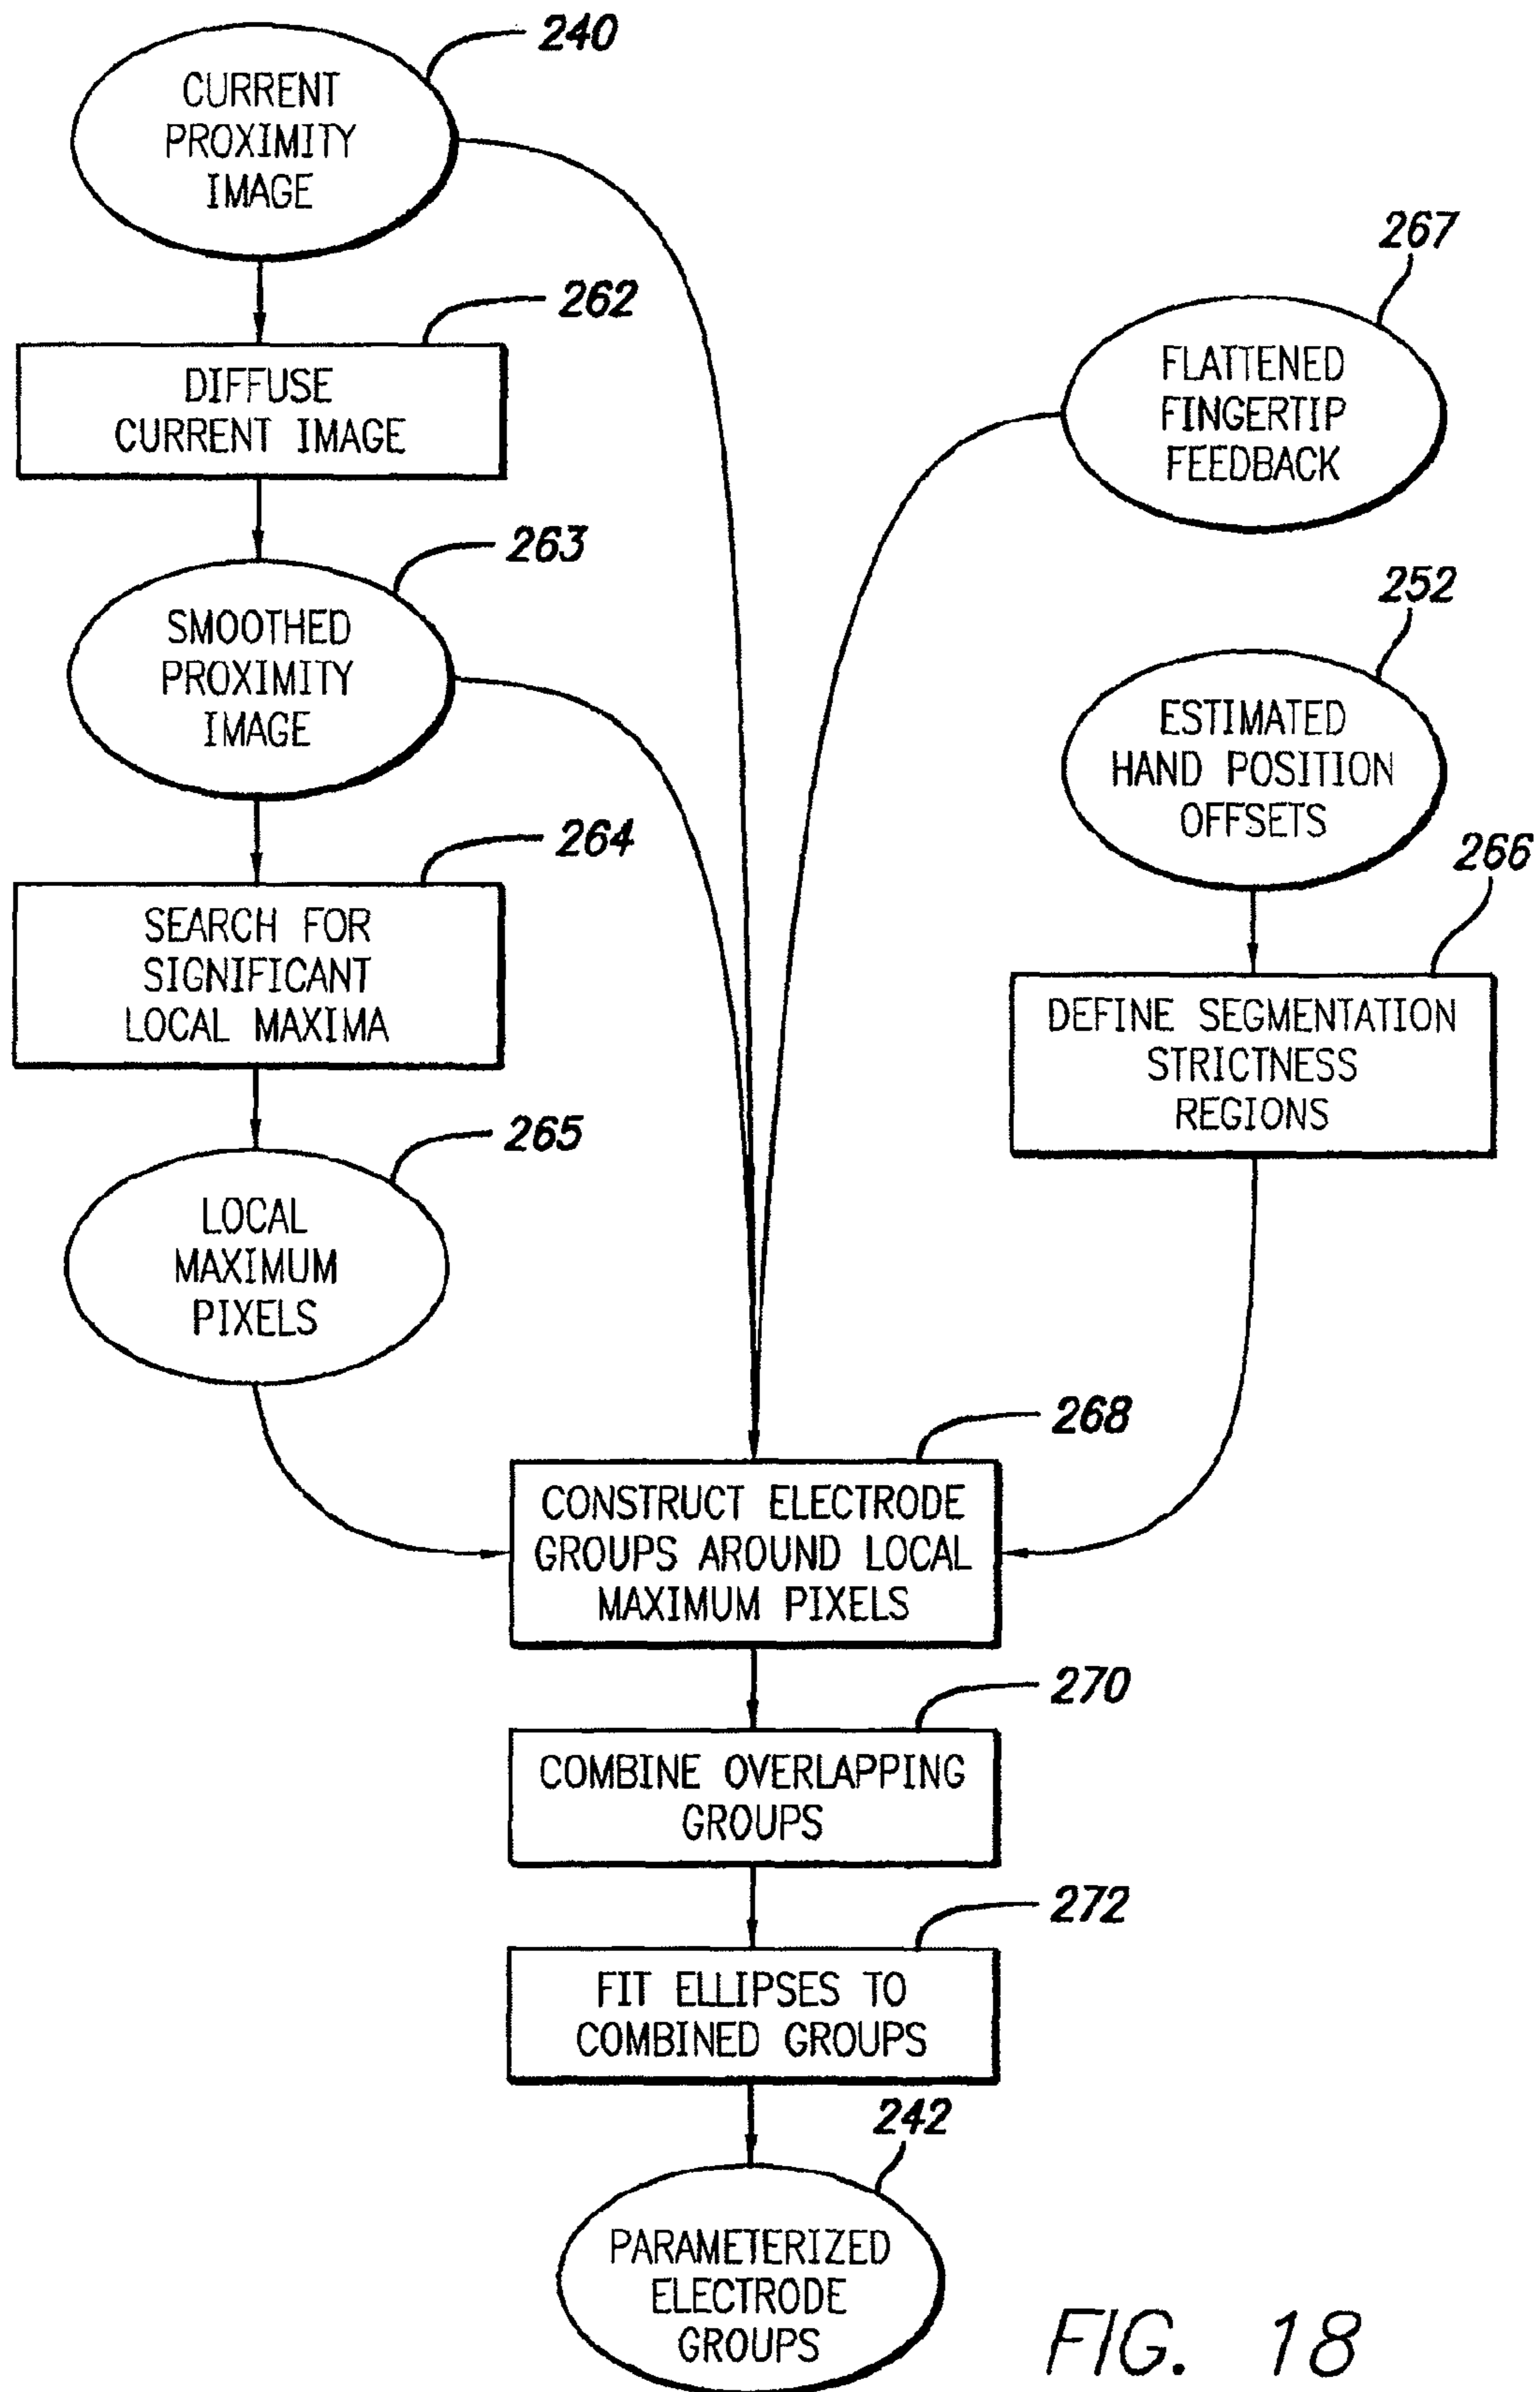 240
CURRENT
PROXIMITY
IMAGE
262
DIFFUSE
CURRENT IMAGE
263
SMOOTHED
PROXIMITY
IMAGE
264
SEARCH FOR
SIGNIFICANT
LOCAL MAXIMA
265
LOCAL
MAXIMUM
PIXELS
267
FLATTENED
FINGERTIP
FEEDBACK
252
ESTIMATED
HAND POSITION
OFFSETS
266
DEFINE SEGMENTATION
STRICTNESS
REGIONS
268
CONSTRUCT ELECTRODE
GROUPS AROUND LOCAL
MAXIMUM PIXELS
270
COMBINE OVERLAPPING
GROUPS
272
FIT ELLIPSES TO
COMBINED GROUPS
242
PARAMETERIZED
ELECTRODE
GROUPS
FIG. 18